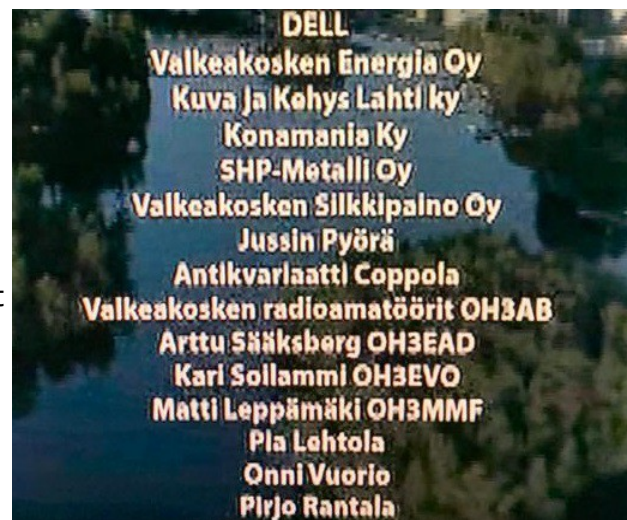 DELL
Valkeakosken Energia Oy
Kuva ja Kehys Lahti ky
Konamania Ky
SHP-Metalli Oy
Valkeakosken Silkkipaino Oy
Jussin Pyörä
Antikvariaatti Coppola
Valkeakosken radioamatöörit OH3AB
Arttu Sääksberg OH3EAD
Kari Soilammi OH3EVO
Matti Leppämäki OH3MMF
Pia Lehtola
Onni Vuorio
Pirjo Rantala